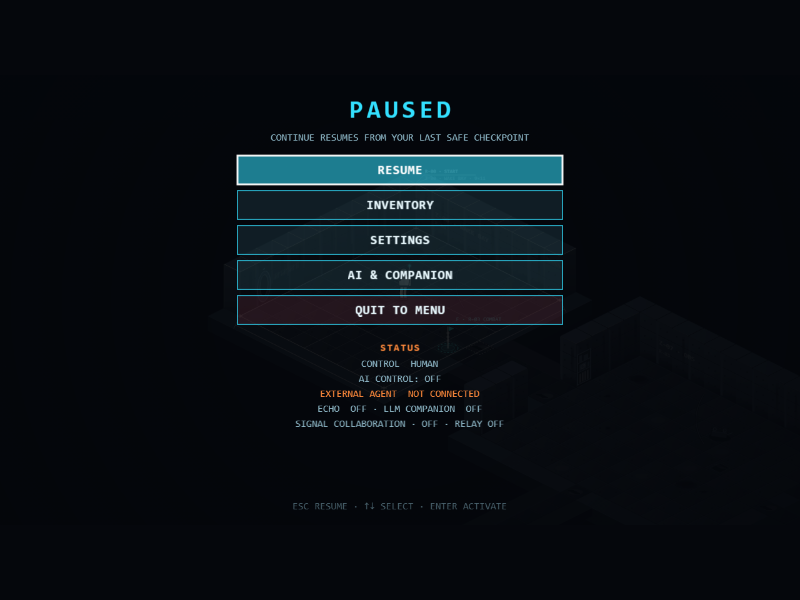 PAUSED
CONTINUE RESUMES FROM YOUR LAST SAFE CHECKPOINT
RESUME
INVENTORY
SETTINGS
AI & COMPANION
QUIT TO MENU
STATUS
CONTROL HUMAN
AI CONTROL: OFF
EXTERNAL AGENT NOT CONNECTED
ECHO OFF · LLM COMPANION OFF
SIGNAL COLLABORATION · OFF · RELAY OFF
ESC RESUME · ↑↓ SELECT · ENTER ACTIVATE